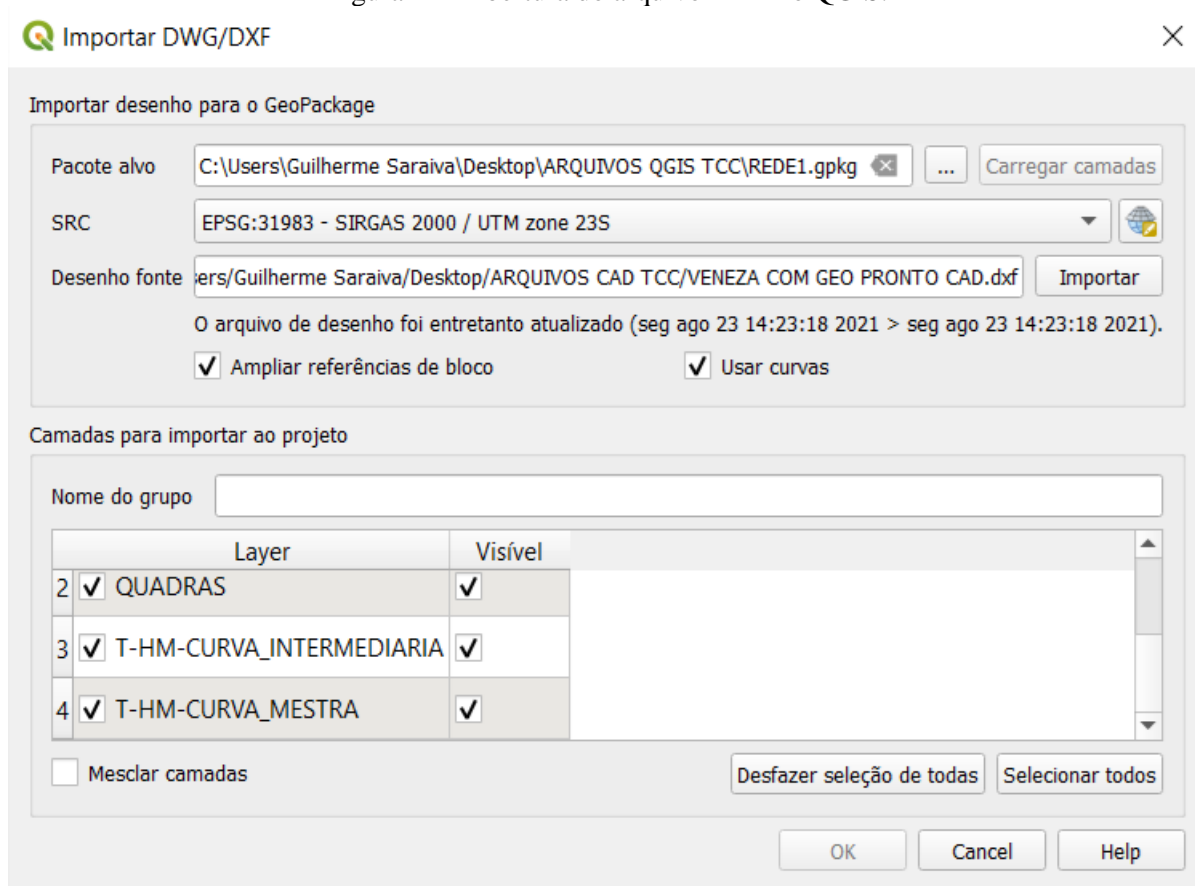 Importar DWG/DXF
Importar desenho para o GeoPackage
Pacote alvo C:\Users\Guilherme Saraiva\Desktop\ARQUIVOS QGIS TCC\REDE1.gpkg ... Carregar camadas
SRC EPSG:31983 - SIRGAS 2000 / UTM zone 23S
Desenho fonte ers/Guilherme Saraiva/Desktop/ARQUIVOS CAD TCC/VENEZA COM GEO PRONTO CAD.dxf Importar
O arquivo de desenho foi entretanto atualizado (seg ago 23 14:23:18 2021 > seg ago 23 14:23:18 2021).
Ampliar referências de bloco Usar curvas
Camadas para importar ao projeto
Nome do grupo
Layer Visível
2 QUADRAS
3 T-HM-CURVA_INTERMEDIARIA
4 T-HM-CURVA_MESTRA
Mesclar camadas Desfazer seleção de todas Selecionar todos
OK Cancel Help